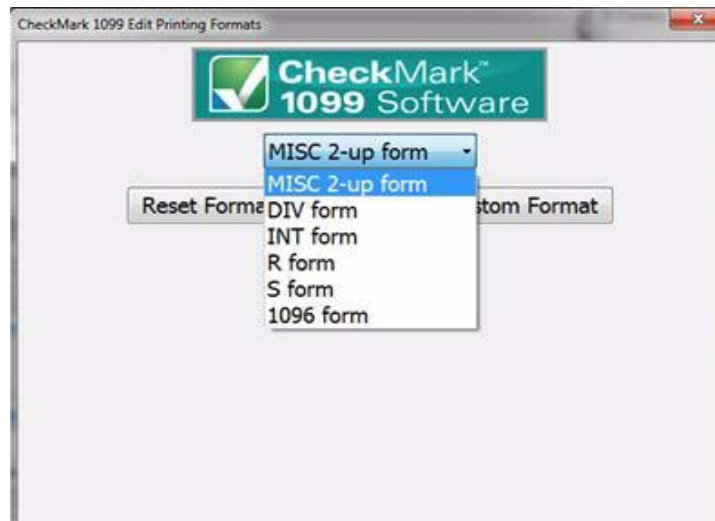 CheckMark 1099 Edit Printing Formats
CheckMark™
1099 Software
MISC 2-up form
MISC 2-up form
Reset Forma stom Format
DIV form
INT form
R form
S form
1096 form